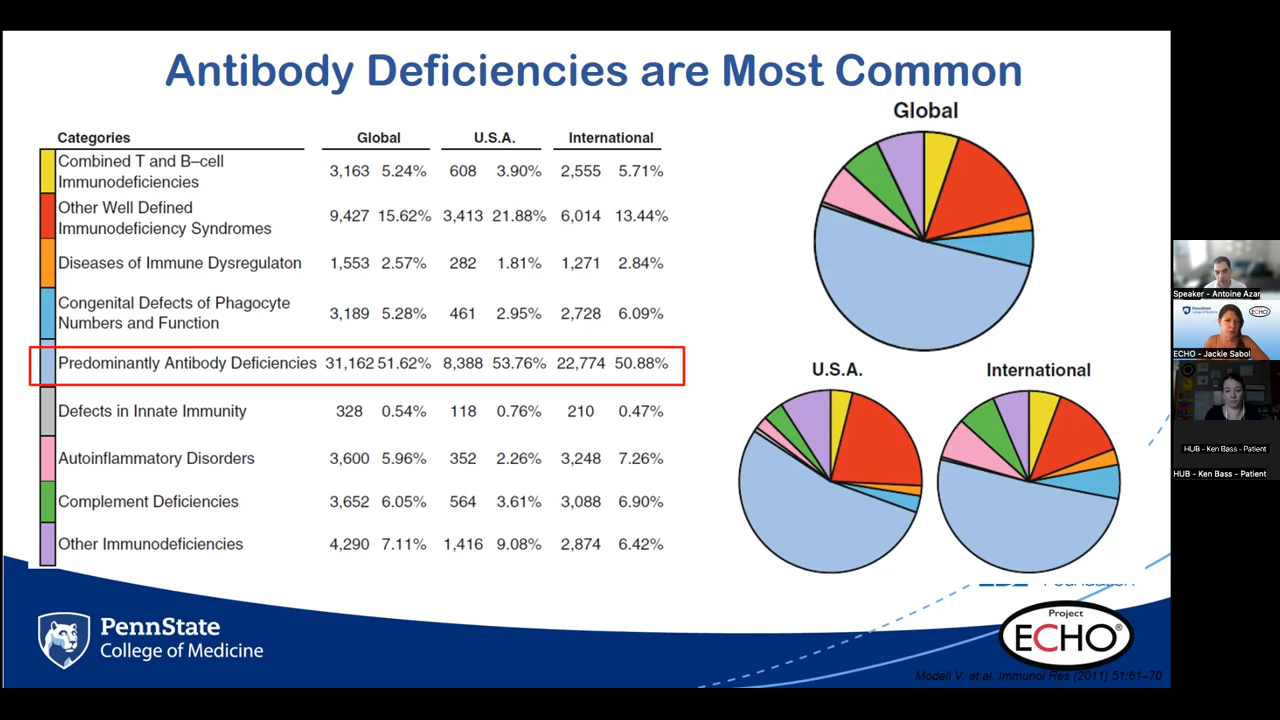 Antibody Deficiencies are Most Common
Categories Global U.S.A. International
Combined T and B–cell
Immunodeficiencies 3,163 5.24% 608 3.90% 2,555 5.71%
Other Well Defined
Immunodeficiency Syndromes 9,427 15.62% 3,413 21.88% 6,014 13.44%
Diseases of Immune Dysregulaton 1,553 2.57% 282 1.81% 1,271 2.84%
Congenital Defects of Phagocyte
Numbers and Function 3,189 5.28% 461 2.95% 2,728 6.09%
Predominantly Antibody Deficiencies 31,162 51.62% 8,388 53.76% 22,774 50.88%
Defects in Innate Immunity 328 0.54% 118 0.76% 210 0.47%
Autoinflammatory Disorders 3,600 5.96% 352 2.26% 3,248 7.26%
Complement Deficiencies 3,652 6.05% 564 3.61% 3,088 6.90%
Other Immunodeficiencies 4,290 7.11% 1,416 9.08% 2,874 6.42%
Global
U.S.A.
International
PennState
College of Medicine
Project
ECHO®
Modell V. et al. Immunol Res (2011) 51:61–70
Speaker - Antoine Azar
ECHO
ECHO - Jackie Sabol
HUB - Ken Bass - Patient
HUB - Ken Bass - Patient